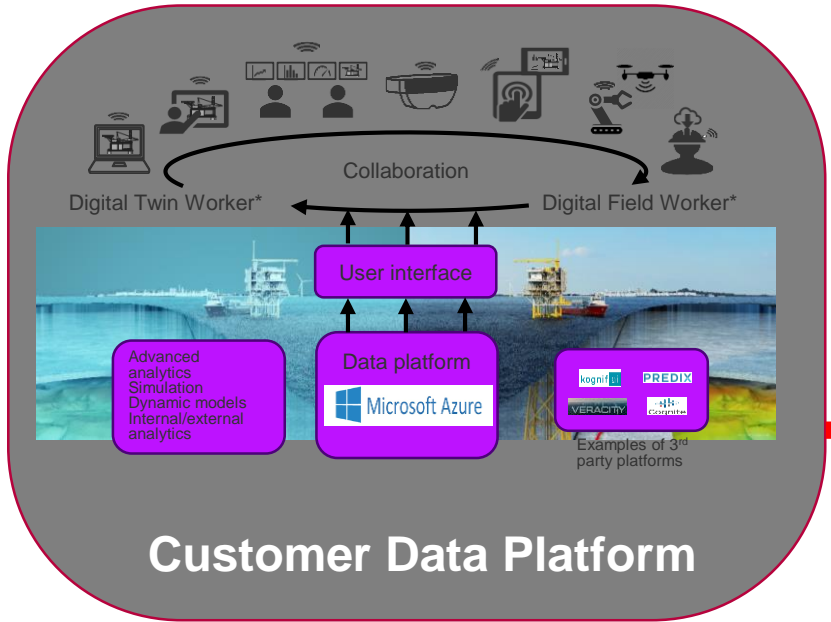 Collaboration
Digital Twin Worker*
Digital Field Worker*
User interface
Advanced
analytics
Simulation
Dynamic models
Internal/external
analytics
Data platform
Microsoft Azure
kognifai
PREDIX
VERACITY
Cognite
Examples of 3rd
party platforms
Customer Data Platform